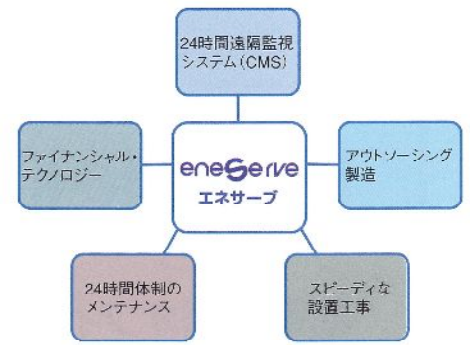 24時間遠隔監視
システム(CMS)
ファイナンシャル・
テクノロジー
eneServe
エネサーブ
アウトソーシング
製造
24時間体制の
メンテナンス
スピーディな
設置工事